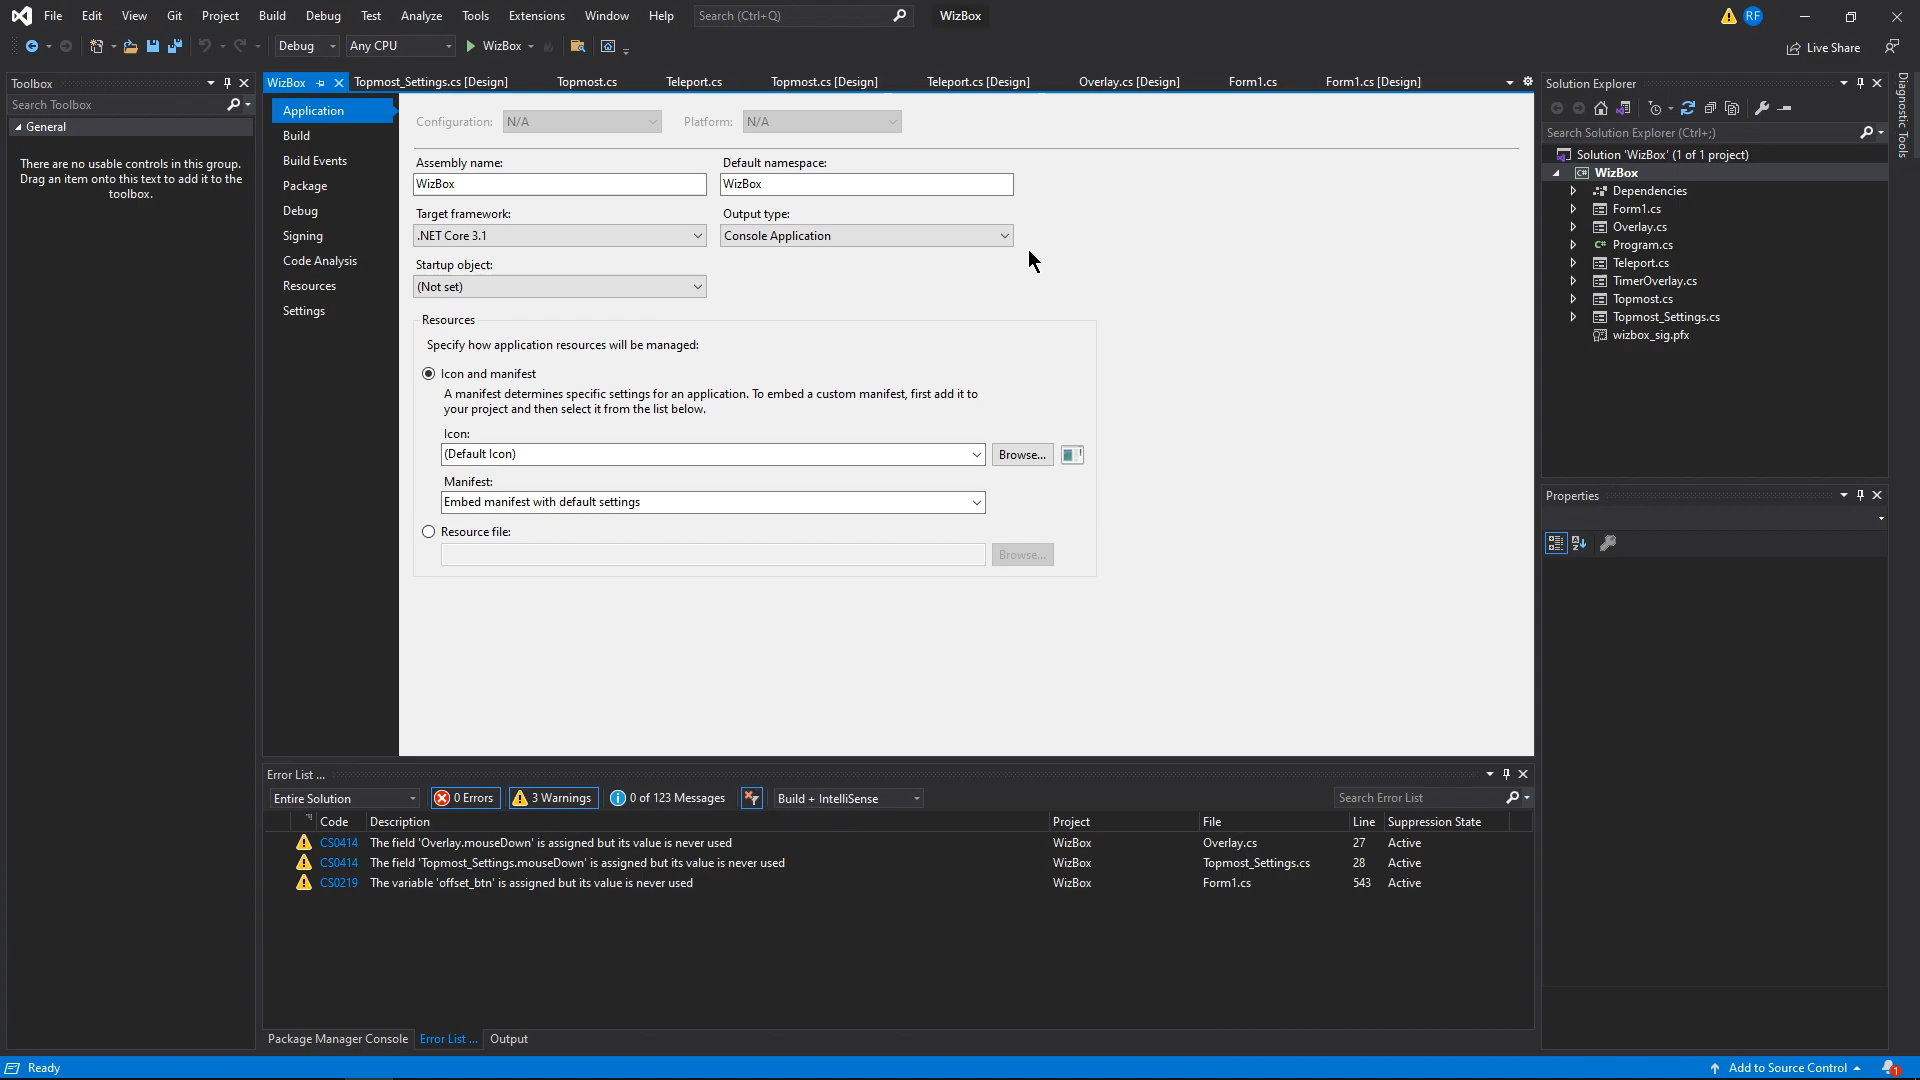 File Edit View Git Project Build Debug Test Analyze Tools Extensions Window Help Search (Ctrl+Q) WizBox RF
Debug Any CPU WizBox Live Share
Toolbox
Search Toolbox
General
There are no usable controls in this group.
Drag an item onto this text to add it to the
toolbox.
WizBox Topmost_Settings.cs [Design] Topmost.cs Teleport.cs Topmost.cs [Design] Teleport.cs [Design] Overlay.cs [Design] Form1.cs Form1.cs [Design]
Application
Build
Build Events
Package
Debug
Signing
Code Analysis
Resources
Settings
Configuration: N/A Platform: N/A
Assembly name: Default namespace:
WizBox WizBox
Target framework: Output type:
.NET Core 3.1 Console Application
Startup object:
(Not set)
Resources
Specify how application resources will be managed:
Icon and manifest
A manifest determines specific settings for an application. To embed a custom manifest, first add it to
your project and then select it from the list below.
Icon:
(Default Icon) Browse...
Manifest:
Embed manifest with default settings
Resource file:
Browse...
Solution Explorer
Search Solution Explorer (Ctrl+;)
Solution 'WizBox' (1 of 1 project)
C# WizBox
Dependencies
Form1.cs
Overlay.cs
C# Program.cs
Teleport.cs
TimerOverlay.cs
Topmost.cs
Topmost_Settings.cs
wizbox_sig.pfx
Diagnostic Tools
Properties
Error List ...
Entire Solution 0 Errors 3 Warnings 0 of 123 Messages Build + IntelliSense Search Error List
Code Description Project File Line Suppression State
CS0414 The field 'Overlay.mouseDown' is assigned but its value is never used WizBox Overlay.cs 27 Active
CS0414 The field 'Topmost_Settings.mouseDown' is assigned but its value is never used WizBox Topmost_Settings.cs 28 Active
CS0219 The variable 'offset_btn' is assigned but its value is never used WizBox Form1.cs 543 Active
Package Manager Console Error List ... Output
Ready Add to Source Control 1